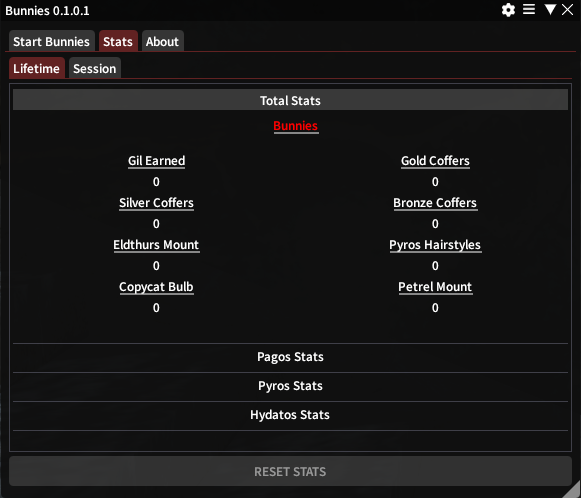 Bunnies 0.1.0.1
Start Bunnies Stats About
Lifetime Session
Total Stats
Bunnies
Gil Earned Gold Coffers
0 0
Silver Coffers Bronze Coffers
0 0
Eldthurs Mount Pyros Hairstyles
0 0
Copycat Bulb Petrel Mount
0 0
Pagos Stats
Pyros Stats
Hydatos Stats
RESET STATS